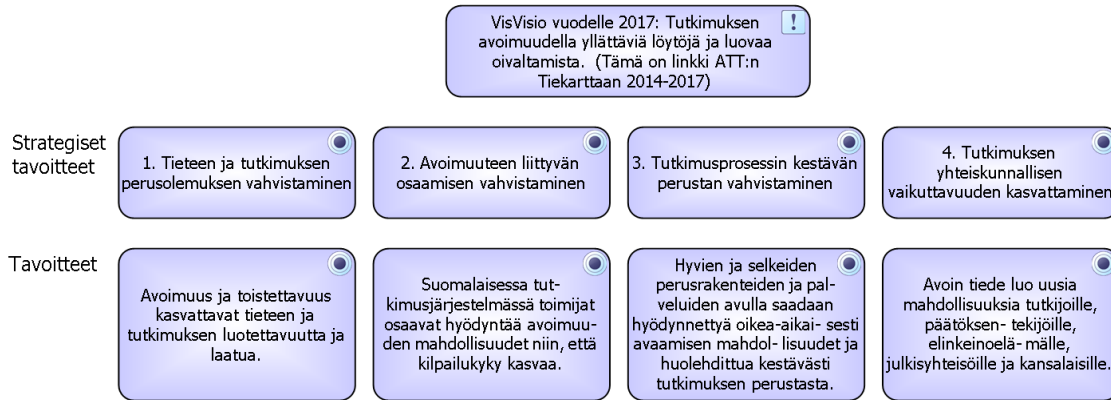 VisVisio vuodelle 2017: Tutkimuksen
avoimuudella yllättäviä löytöjä ja luovaa
oivaltamista. (Tämä on linkki ATT:n
Tiekarttaan 2014-2017)
!
Strategiset
tavoitteet
1. Tieteen ja tutkimuksen
perusolemuksen vahvistaminen
2. Avoimuuteen liittyvän
osaamisen vahvistaminen
3. Tutkimusprosessin kestävän
perustan vahvistaminen
4. Tutkimuksen
yhteiskunnallisen
vaikuttavuuden kasvattaminen
Tavoitteet
Avoimuus ja toistettavuus
kasvattavat tieteen ja
tutkimuksen luotettavuutta ja
laatua.
Suomalaisessa tut-
kimusjärjestelmässä toimijat
osaavat hyödyntää avoimuu-
den mahdollisuudet niin, että
kilpailukyky kasvaa.
Hyvien ja selkeiden
perusrakenteiden ja pal-
veluiden avulla saadaan
hyödynnettyä oikea-aikai- sesti
avaamisen mahdol- lisuudet ja
huolehdittua kestävästi
tutkimuksen perustasta.
Avoin tiede luo uusia
mahdollisuuksia tutkijoille,
päätöksen- tekijöille,
elinkeinoelä- mälle,
julkisyhteisöille ja kansalaisille.